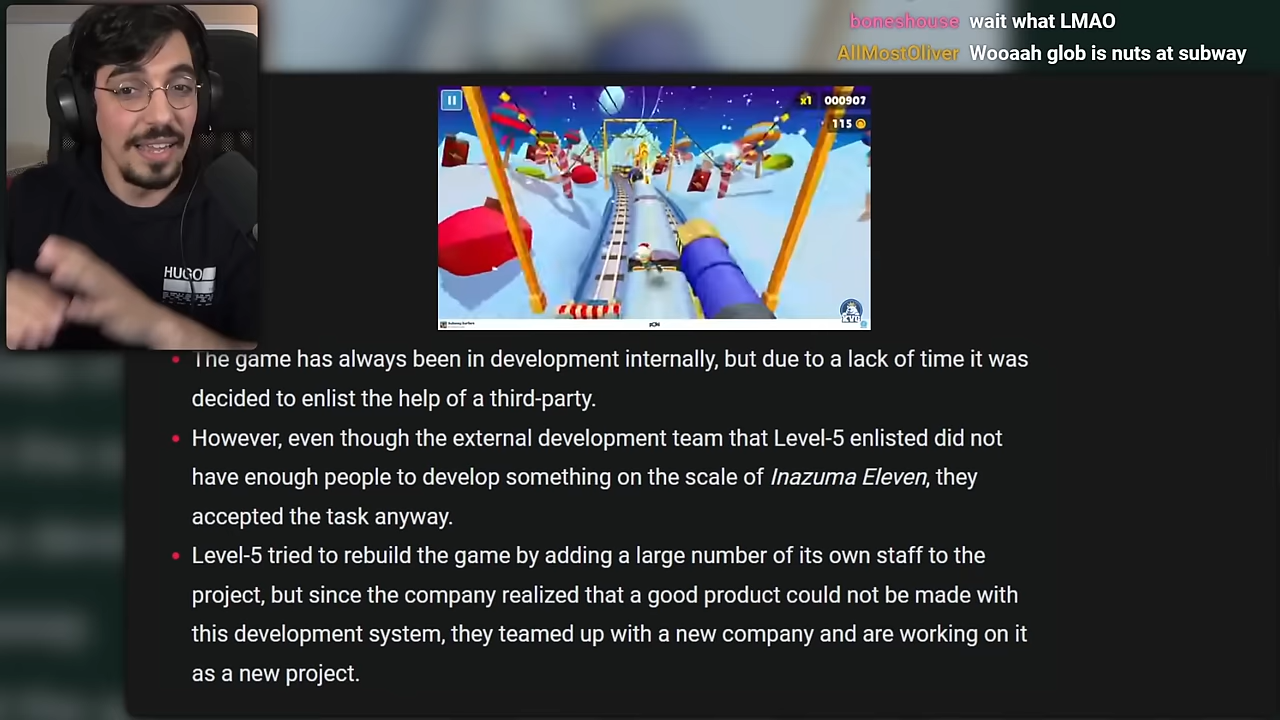 boneshouse wait what LMAO
AllMostOliver Wooaah glob is nuts at subway
x1 000907
115
HUGO
KVG
• The game has always been in development internally, but due to a lack of time it was
decided to enlist the help of a third-party.
• However, even though the external development team that Level-5 enlisted did not
have enough people to develop something on the scale of Inazuma Eleven, they
accepted the task anyway.
• Level-5 tried to rebuild the game by adding a large number of its own staff to the
project, but since the company realized that a good product could not be made with
this development system, they teamed up with a new company and are working on it
as a new project.